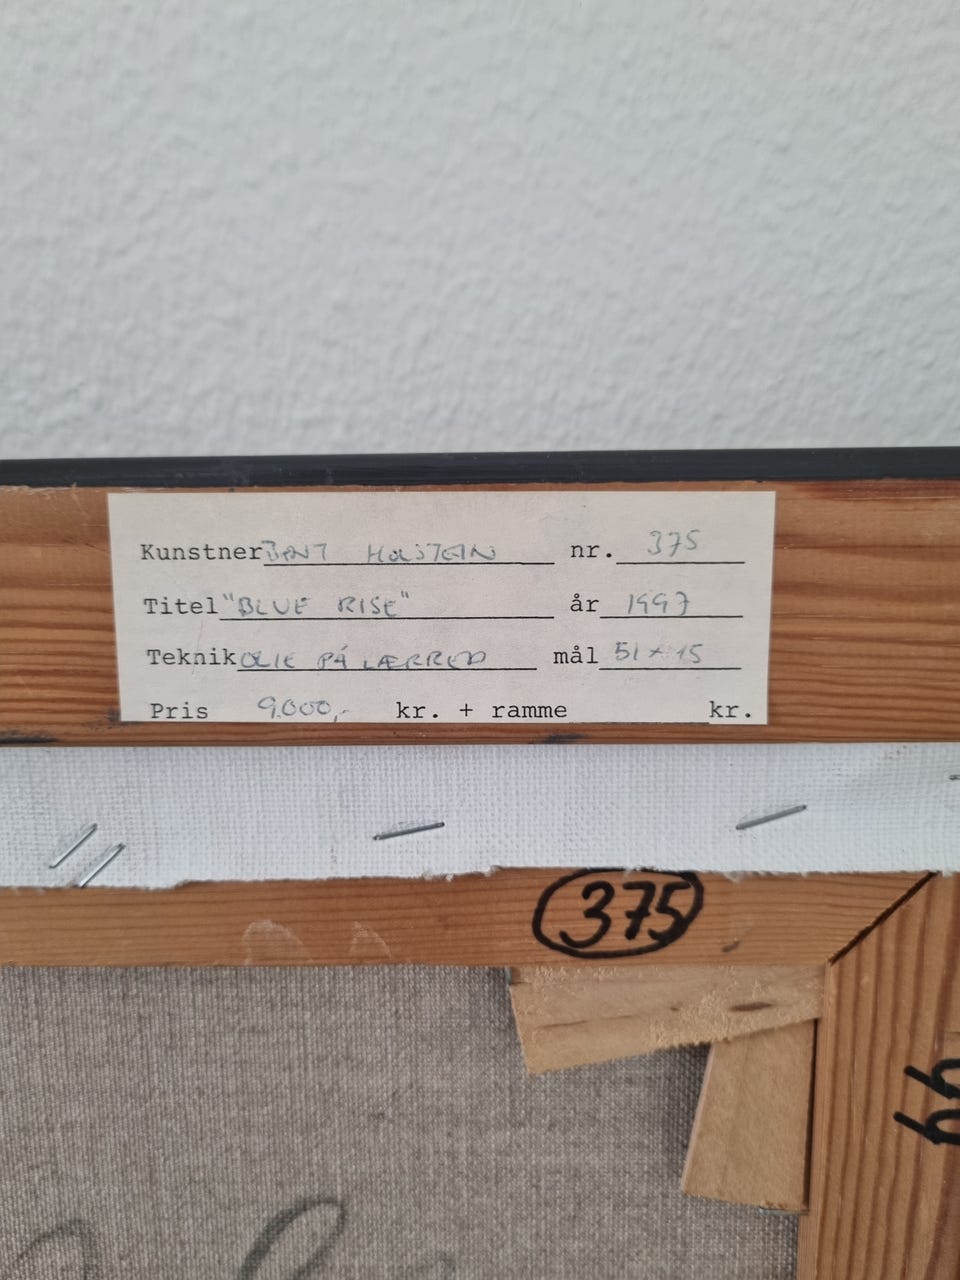 Kunstner BENT HOLSTEIN nr. 375
Titel "BLUE RISE" år 1997
Teknik OLIE PÅ LÆRRED mål 51 x 15
Pris 9.000,- kr. + ramme kr.
375